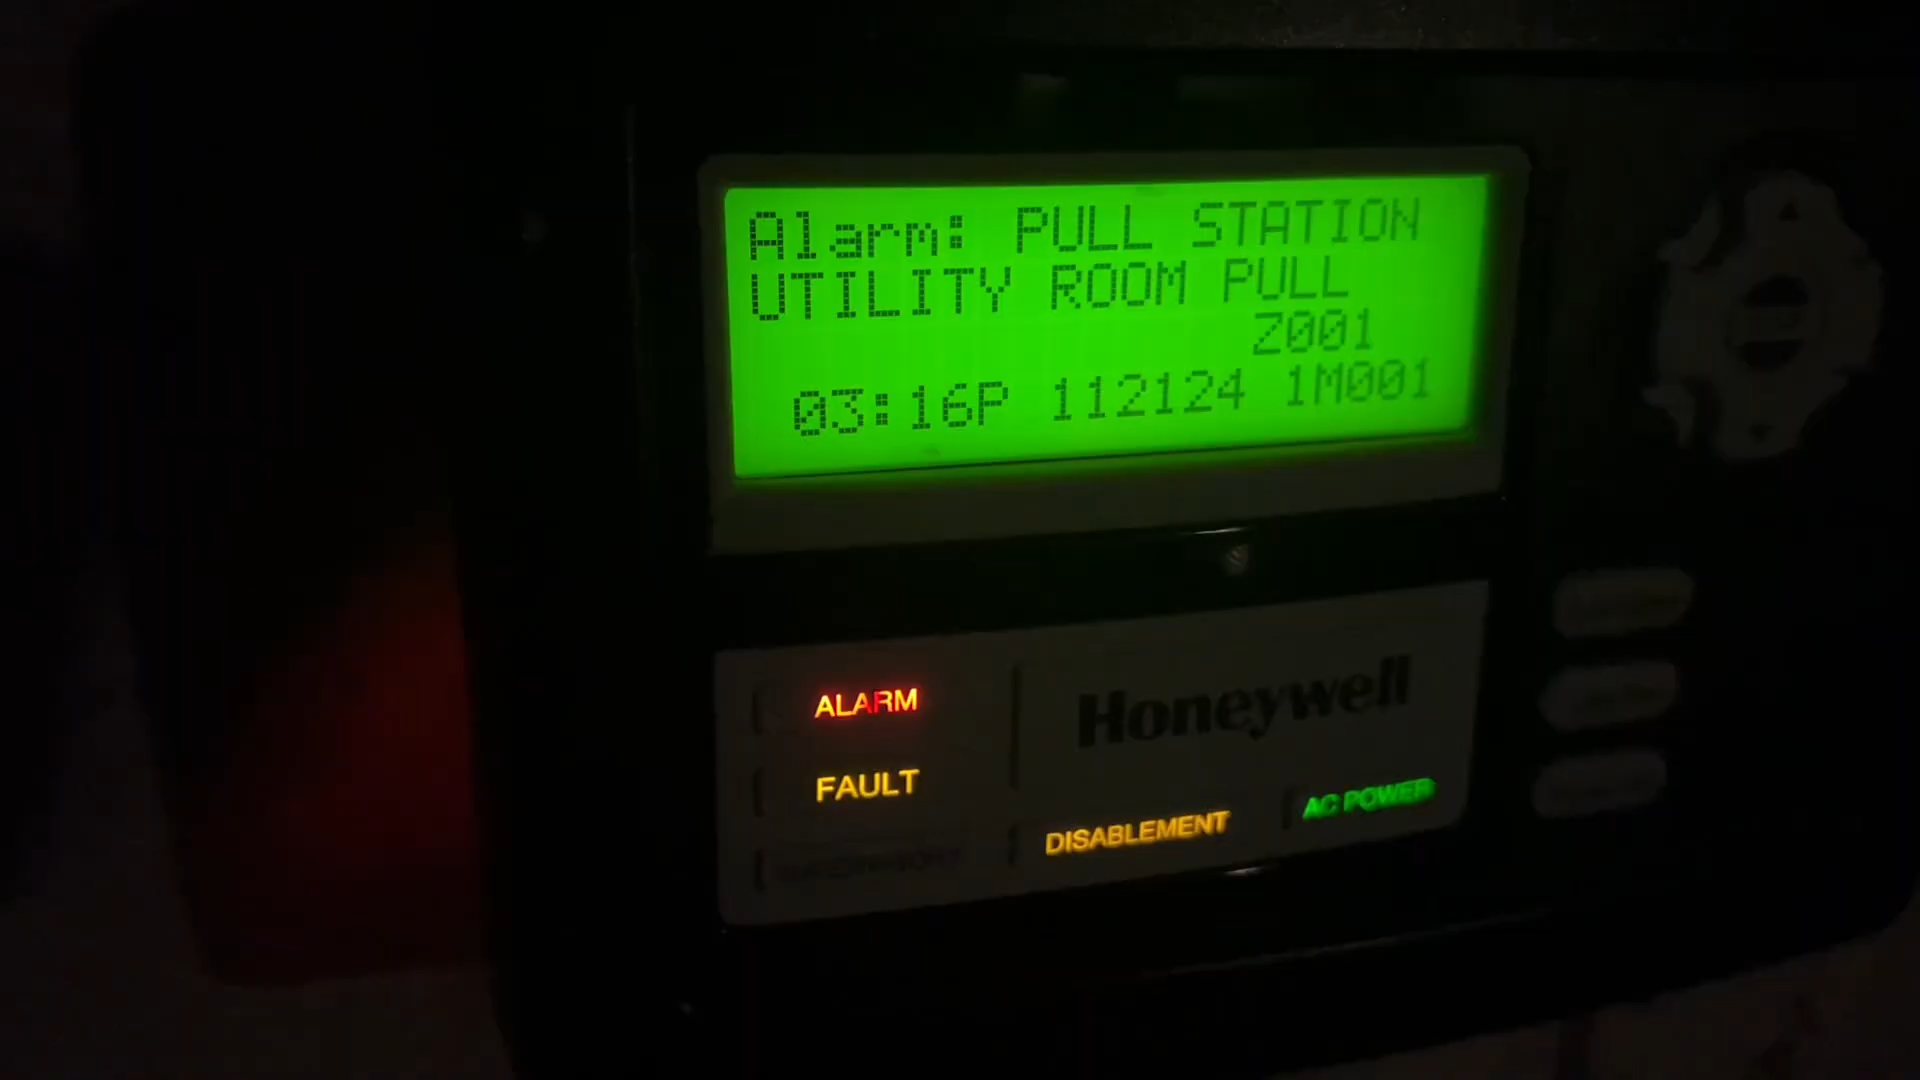 Alarm: PULL STATION
UTILITY ROOM PULL
Z001
03:16P 112124 1M001
ALARM
Honeywell
FAULT
DISABLEMENT
AC POWER